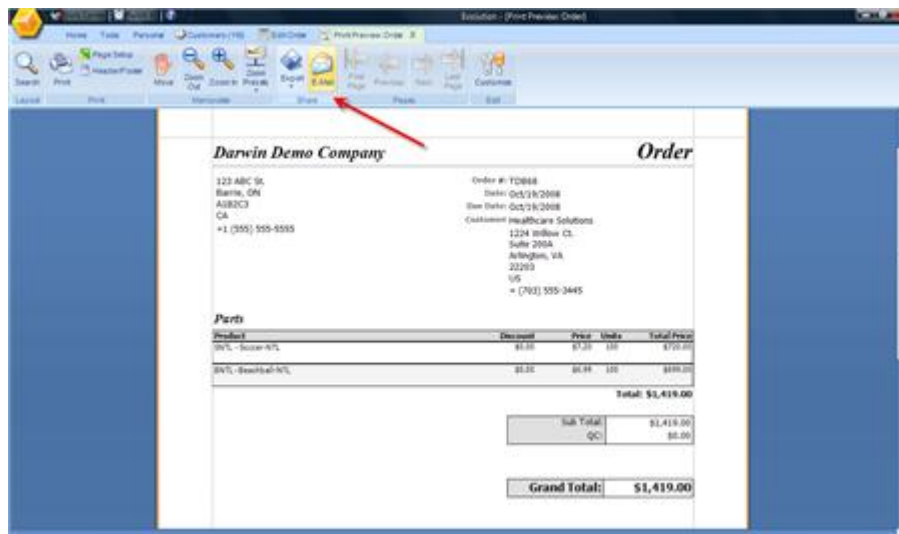 Evolution - [Print Preview Order]
Home Tools Personal Customers (116) Edit Order Print Preview Order X
Search Print Page Setup Header/Footer Move Zoom Out Zoom In Zoom Presets Export E-Mail First Page Previous Next Last Page Customize
Layout Print Share Pages Edit
Darwin Demo Company Order
123 ABC St.
Barrie, ON
A1B2C3
CA
+1 (555) 555-5555
Order #:
Date: Oct/19/2008
Due Date: Oct/19/2008
Customer: Healthcare Solutions
1224 Willow Ct.
Suite 200A
Arlington, VA
22203
US
+ (703) 555-3445
Parts
Product Discount Price Units Total Price
-Soccer-NTL $0.00 $7.20 100 $720.00
-Beachball-NTL $0.00 $6.99 100 $699.00
Total: $1,419.00
Sub Total: $1,419.00
QC: $0.00
Grand Total: $1,419.00